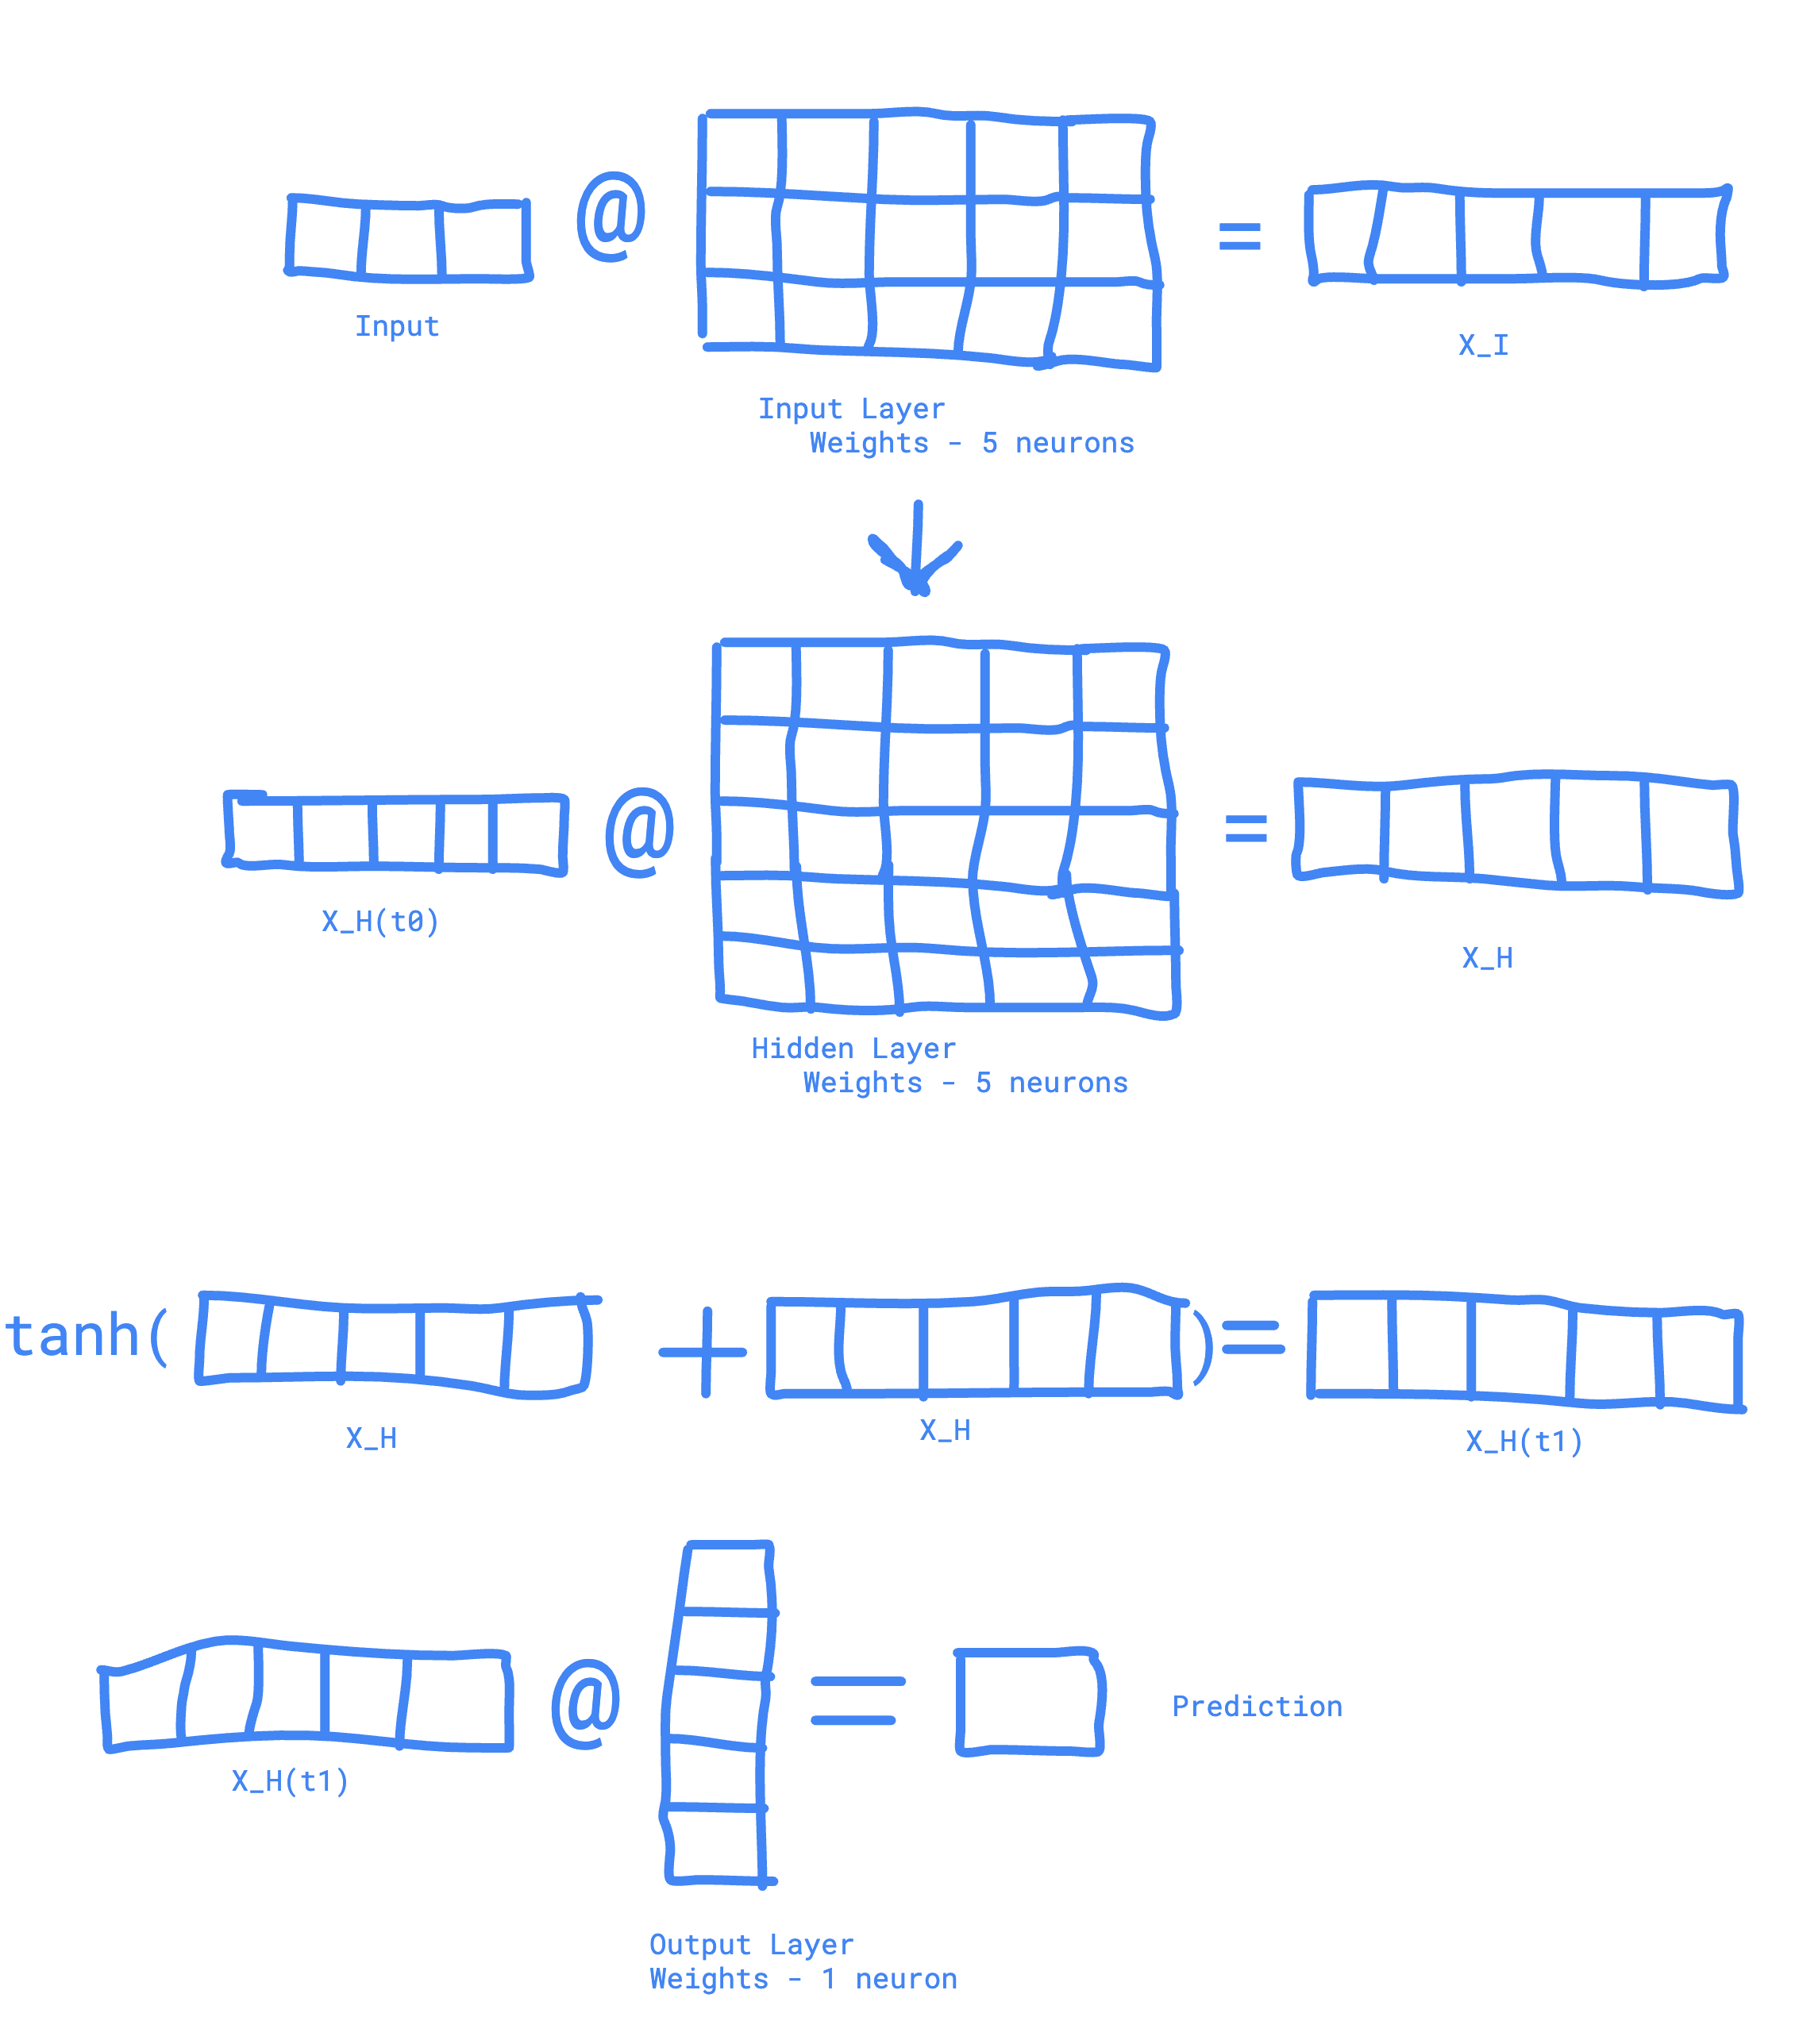 @
=
Input
X_I
Input Layer
Weights - 5 neurons
@
=
X_H(t0)
X_H
Hidden Layer
Weights - 5 neurons
tanh( + )=
X_H
X_H
X_H(t1)
@ =
Prediction
X_H(t1)
Output Layer
Weights - 1 neuron